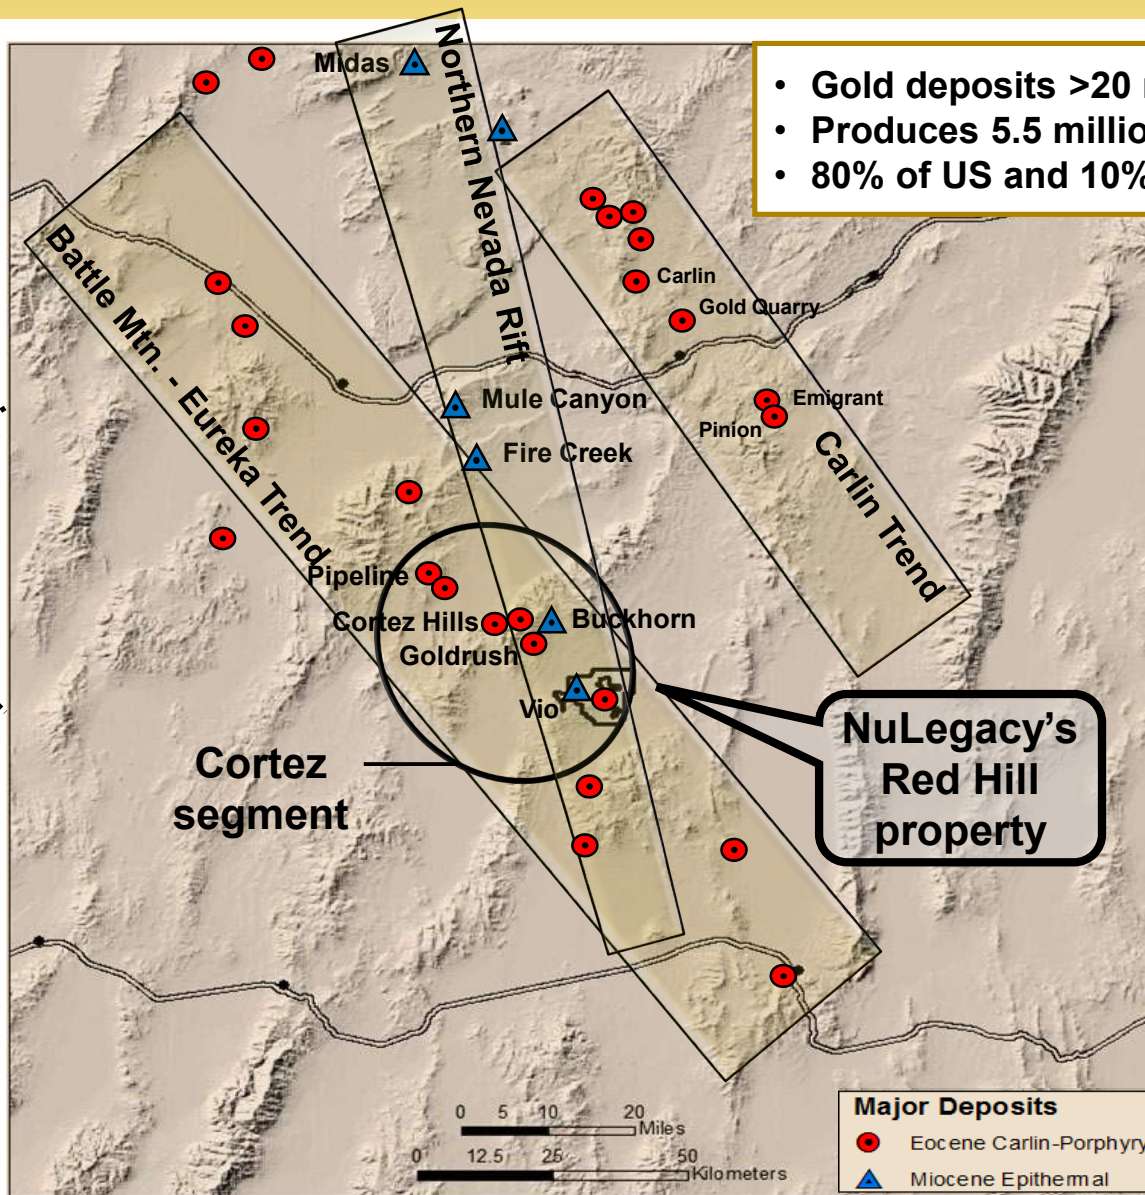 Midas
Northern Nevada Rift
• Gold deposits >20
• Produces 5.5 millio
• 80% of US and 10%
Battle Mtn. - Eureka Trend
Carlin
Gold Quarry
Mule Canyon
Emigrant
Pinion
Fire Creek
Carlin Trend
Pipeline
Cortez Hills
Buckhorn
Goldrush
Vio
Cortez
segment
NuLegacy's
Red Hill
property
0 5 10 20
Miles
0 12.5 25 50
Kilometers
Major Deposits
Eocene Carlin-Porphyry
Miocene Epithermal